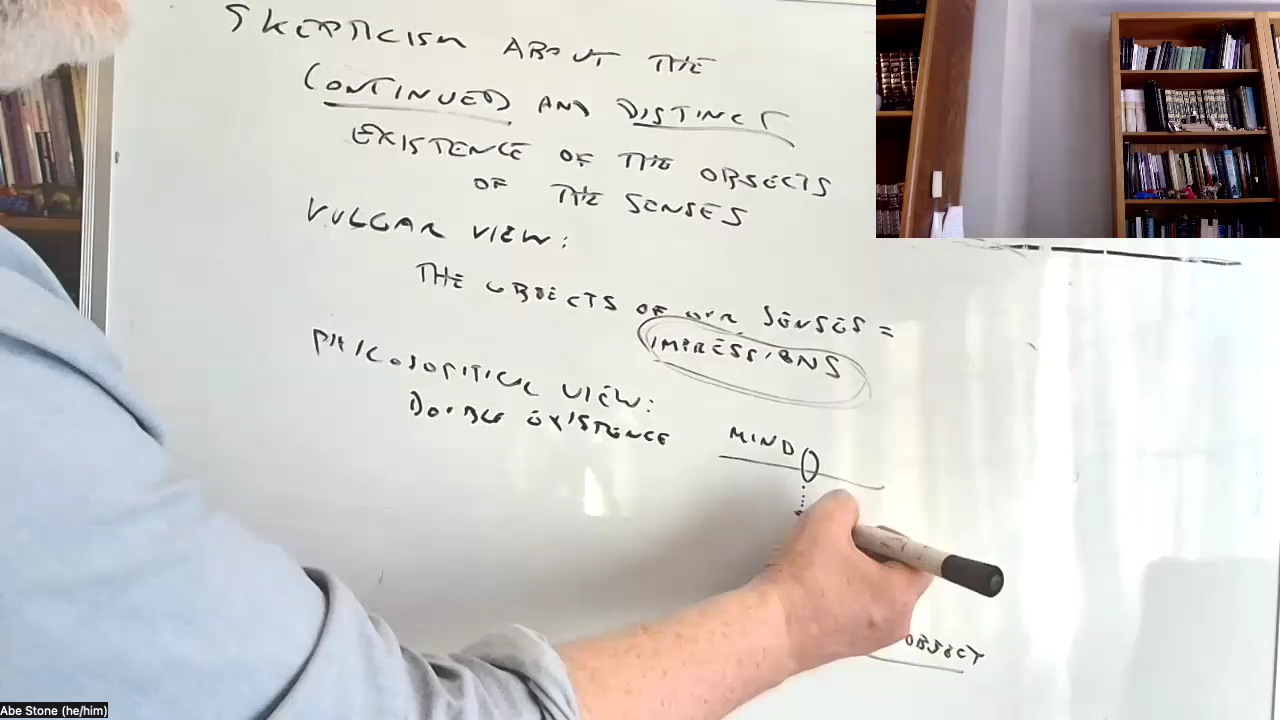 SKEPTICISM ABOUT THE
CONTINUED AND DISTINCT
EXISTENCE OF THE OBJECTS
OF THE SENSES
VULGAR VIEW:
THE OBJECTS OF OUR SENSES =
IMPRESSIONS
PHILOSOPHICAL VIEW:
DOUBLE EXISTENCE
MIND
OBJECT
Abe Stone (he/him)